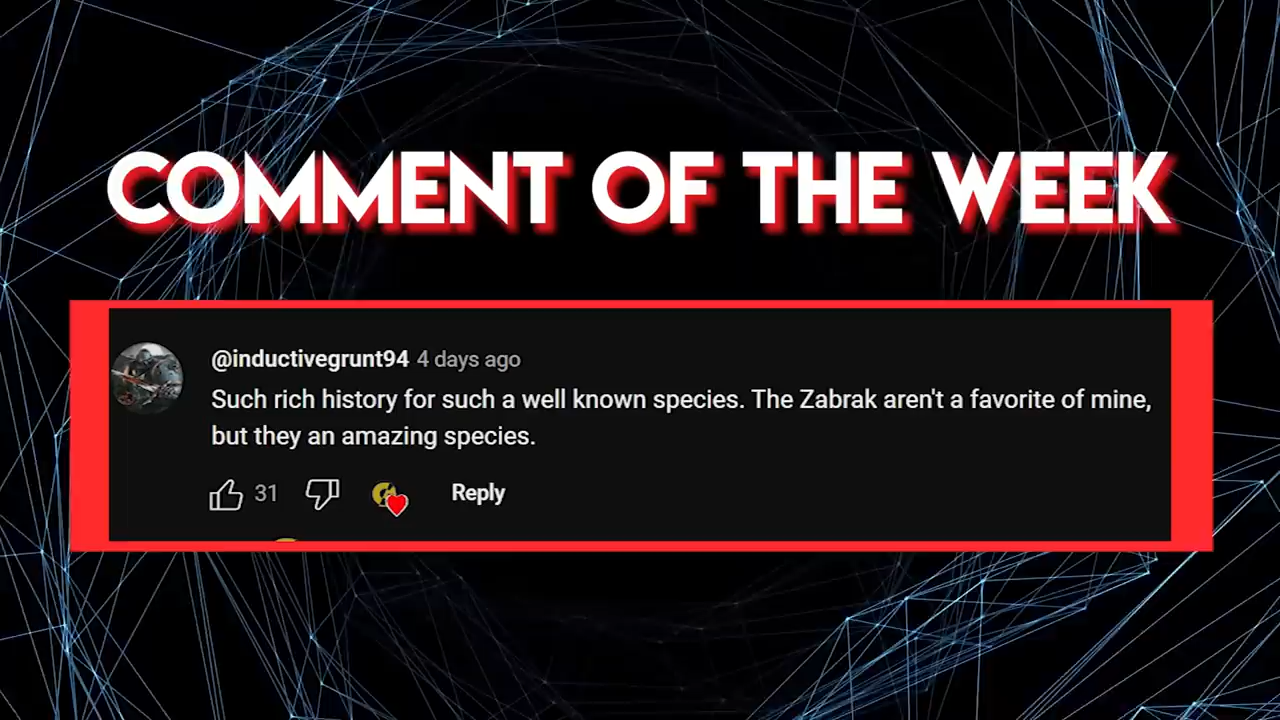 COMMENT OF THE WEEK
@inductivegrunt94 4 days ago
Such rich history for such a well known species. The Zabrak aren't a favorite of mine,
but they an amazing species.
31 Reply